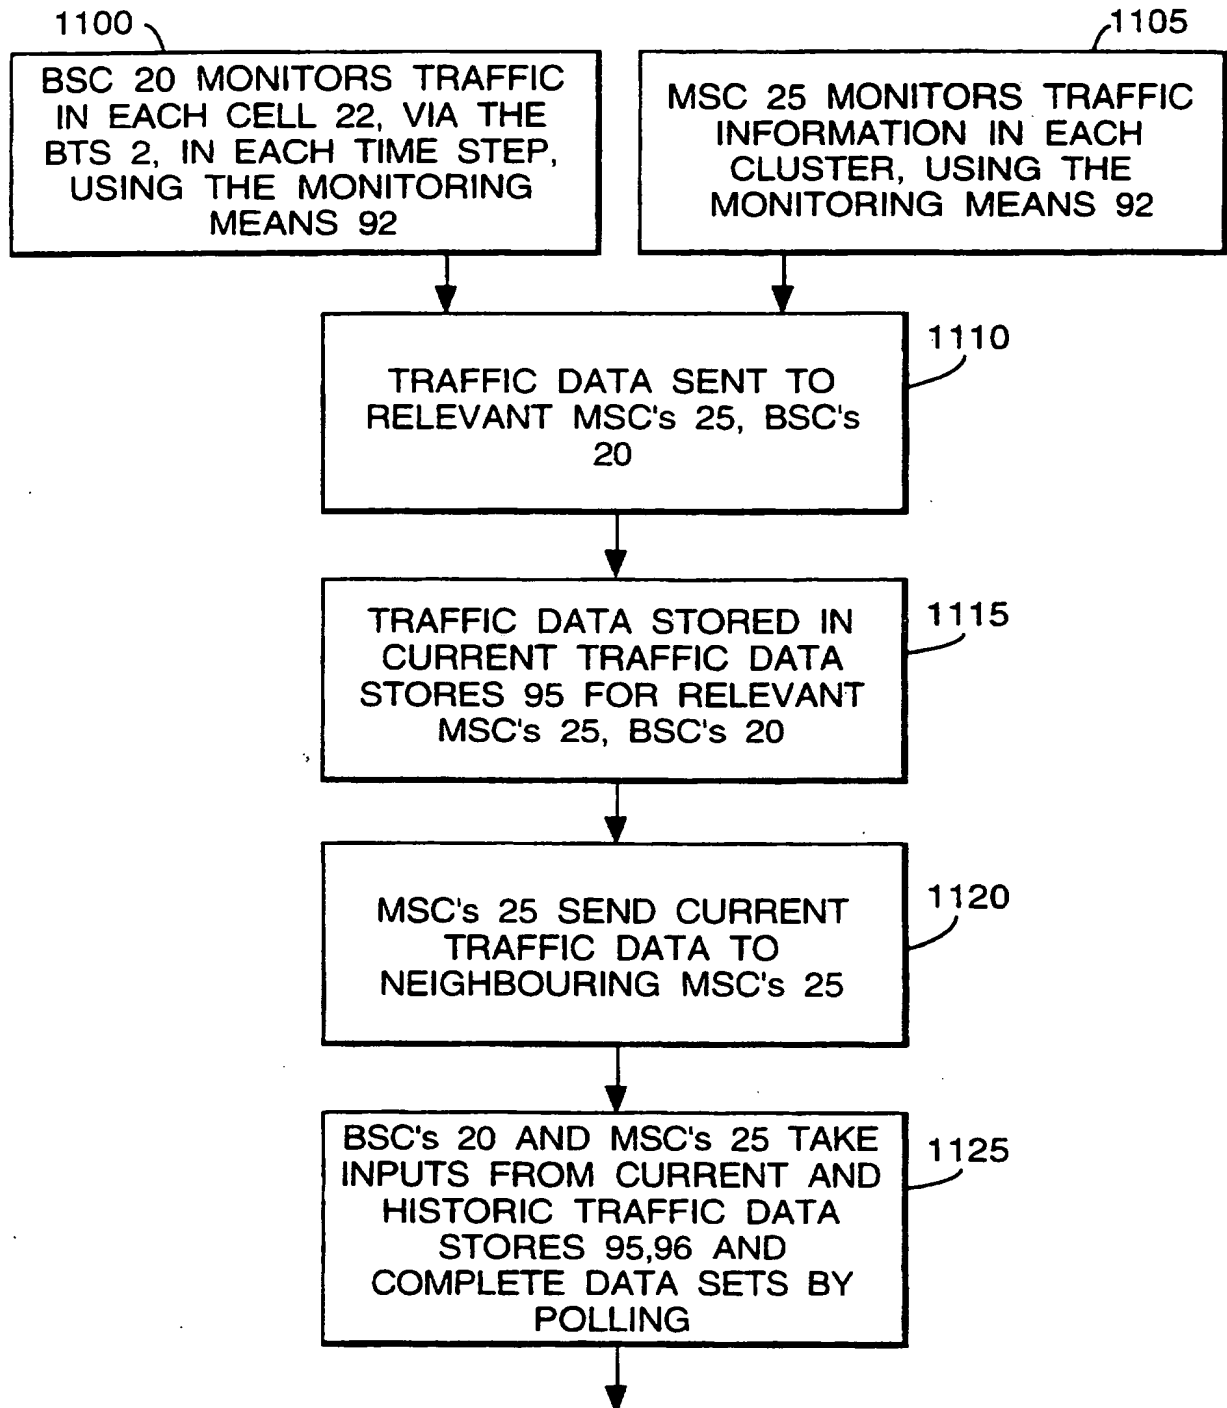 1100
BSC 20 MONITORS TRAFFIC
IN EACH CELL 22, VIA THE
BTS 2, IN EACH TIME STEP,
USING THE MONITORING
MEANS 92
1105
MSC 25 MONITORS TRAFFIC
INFORMATION IN EACH
CLUSTER, USING THE
MONITORING MEANS 92
1110
TRAFFIC DATA SENT TO
RELEVANT MSC's 25, BSC's
20
1115
TRAFFIC DATA STORED IN
CURRENT TRAFFIC DATA
STORES 95 FOR RELEVANT
MSC's 25, BSC's 20
1120
MSC's 25 SEND CURRENT
TRAFFIC DATA TO
NEIGHBOURING MSC's 25
1125
BSC's 20 AND MSC's 25 TAKE
INPUTS FROM CURRENT AND
HISTORIC TRAFFIC DATA
STORES 95,96 AND
COMPLETE DATA SETS BY
POLLING